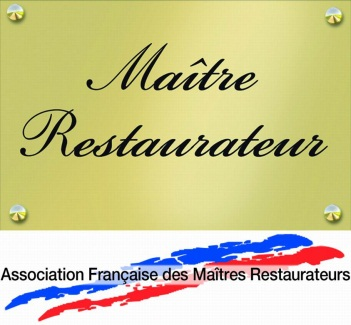 Maître
Restaurateur
Association Française des Maîtres Restaurateurs